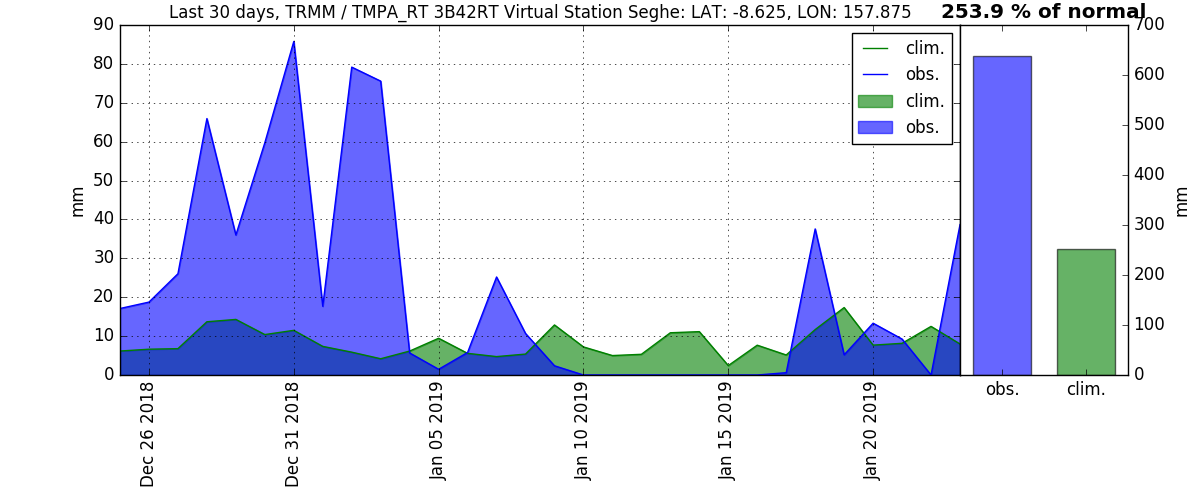 Last 30 days, TRMM / TMPA_RT 3B42RT Virtual Station Seghe: LAT: -8.625, LON: 157.875
253.9 % of normal
90
80
70
60
50
40
30
20
10
0
mm
clim.
obs.
clim.
obs.
Dec 26 2018
Dec 31 2018
Jan 05 2019
Jan 10 2019
Jan 15 2019
Jan 20 2019
700
600
500
400
300
200
100
0
mm
obs.
clim.